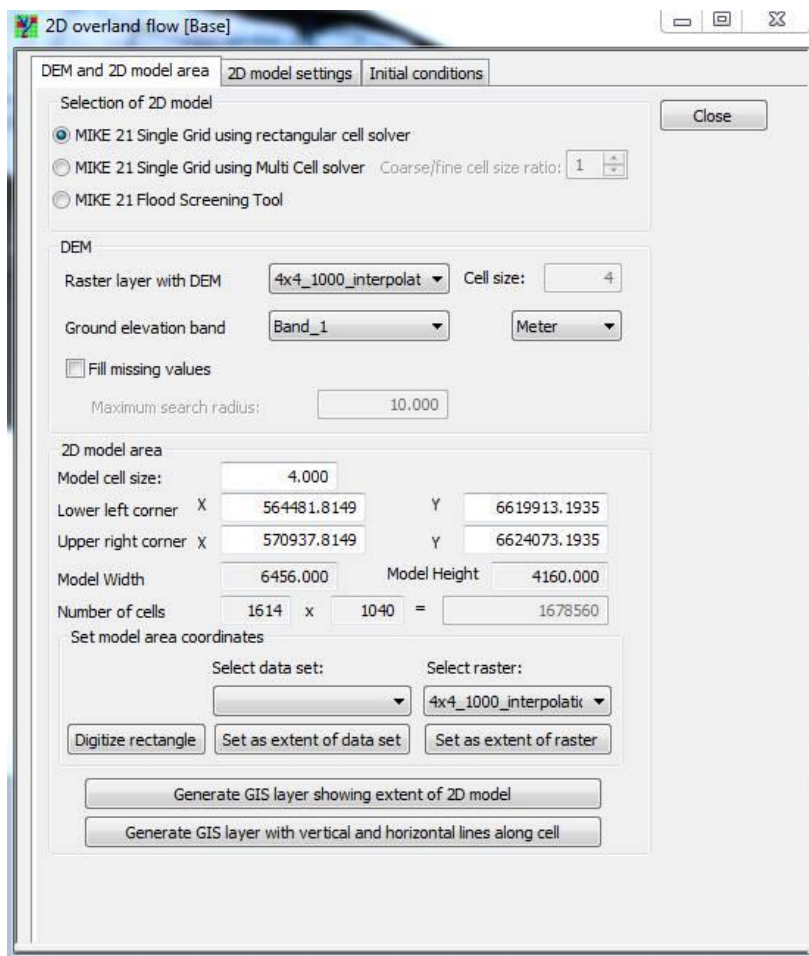 2D overland flow [Base]
DEM and 2D model area 2D model settings Initial conditions
Selection of 2D model
Close
MIKE 21 Single Grid using rectangular cell solver
MIKE 21 Single Grid using Multi Cell solver Coarse/fine cell size ratio: 1
MIKE 21 Flood Screening Tool
DEM
Raster layer with DEM 4x4_1000_interpolat Cell size: 4
Ground elevation band Band_1 Meter
Fill missing values
Maximum search radius: 10.000
2D model area
Model cell size: 4.000
Lower left corner X 564481.8149 Y 6619913.1935
Upper right corner X 570937.8149 Y 6624073.1935
Model Width 6456.000 Model Height 4160.000
Number of cells 1614 x 1040 = 1678560
Set model area coordinates
Select data set: Select raster:
4x4_1000_interpolatic
Digitize rectangle Set as extent of data set Set as extent of raster
Generate GIS layer showing extent of 2D model
Generate GIS layer with vertical and horizontal lines along cell